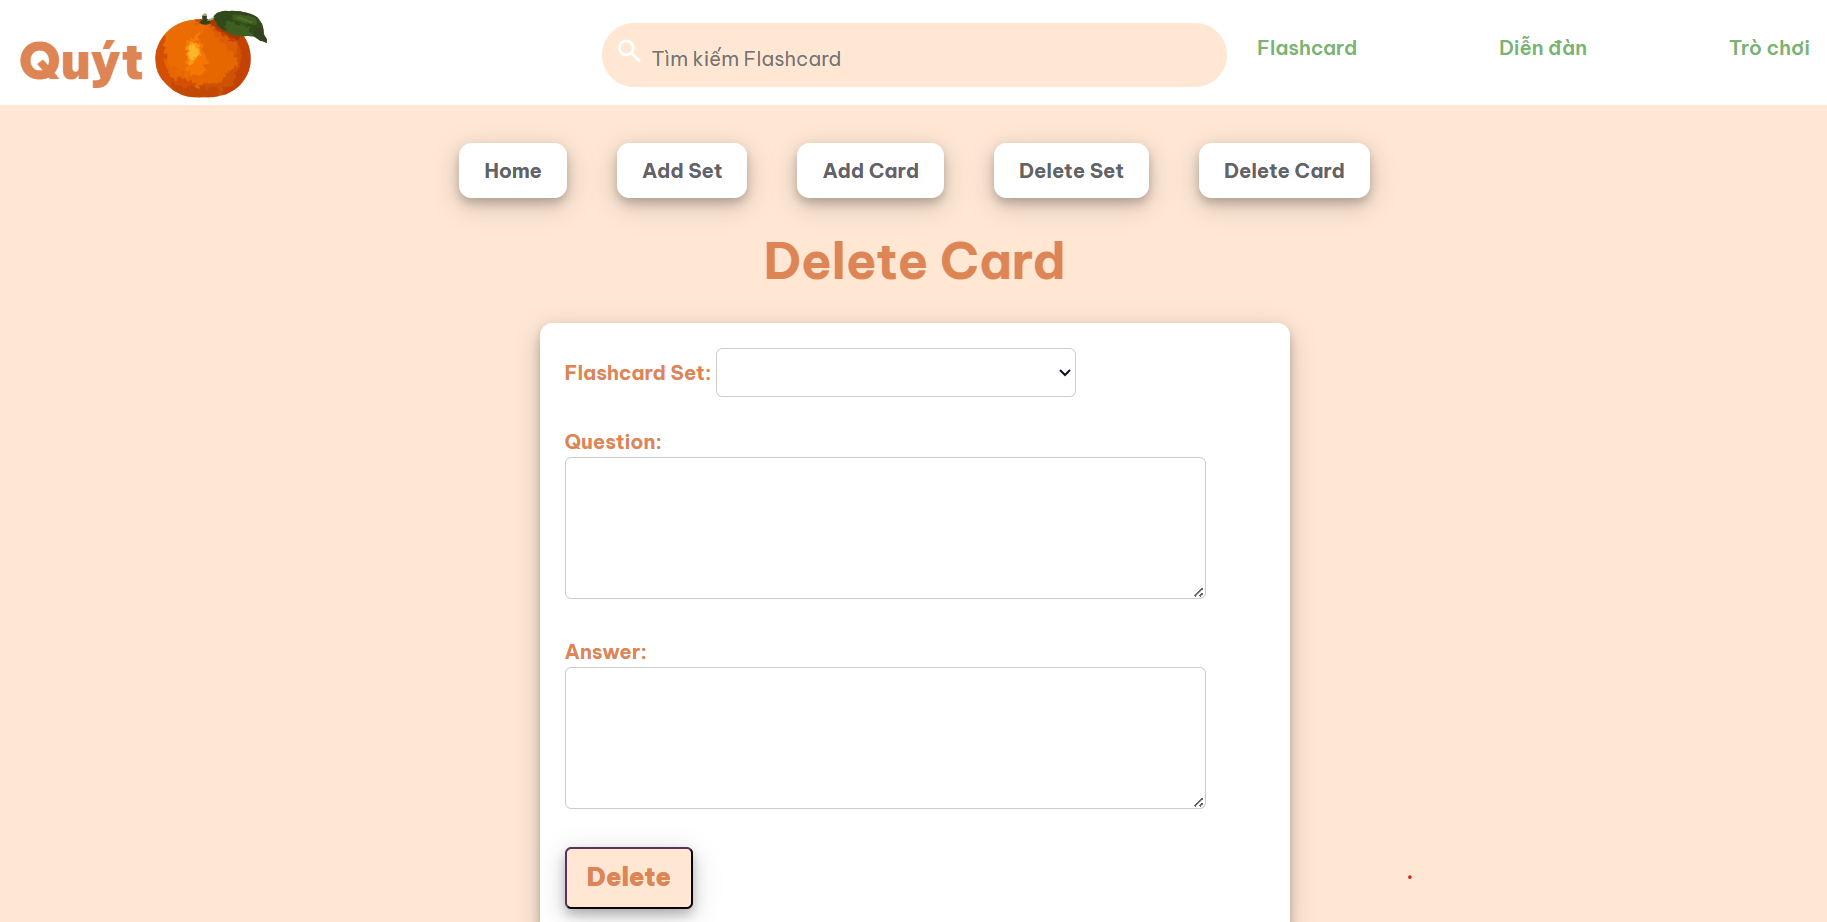 Quýt
Tìm kiếm Flashcard
Flashcard
Diễn đàn
Trò chơi
Home
Add Set
Add Card
Delete Set
Delete Card
Delete Card
Flashcard Set:
Question:
Answer:
Delete